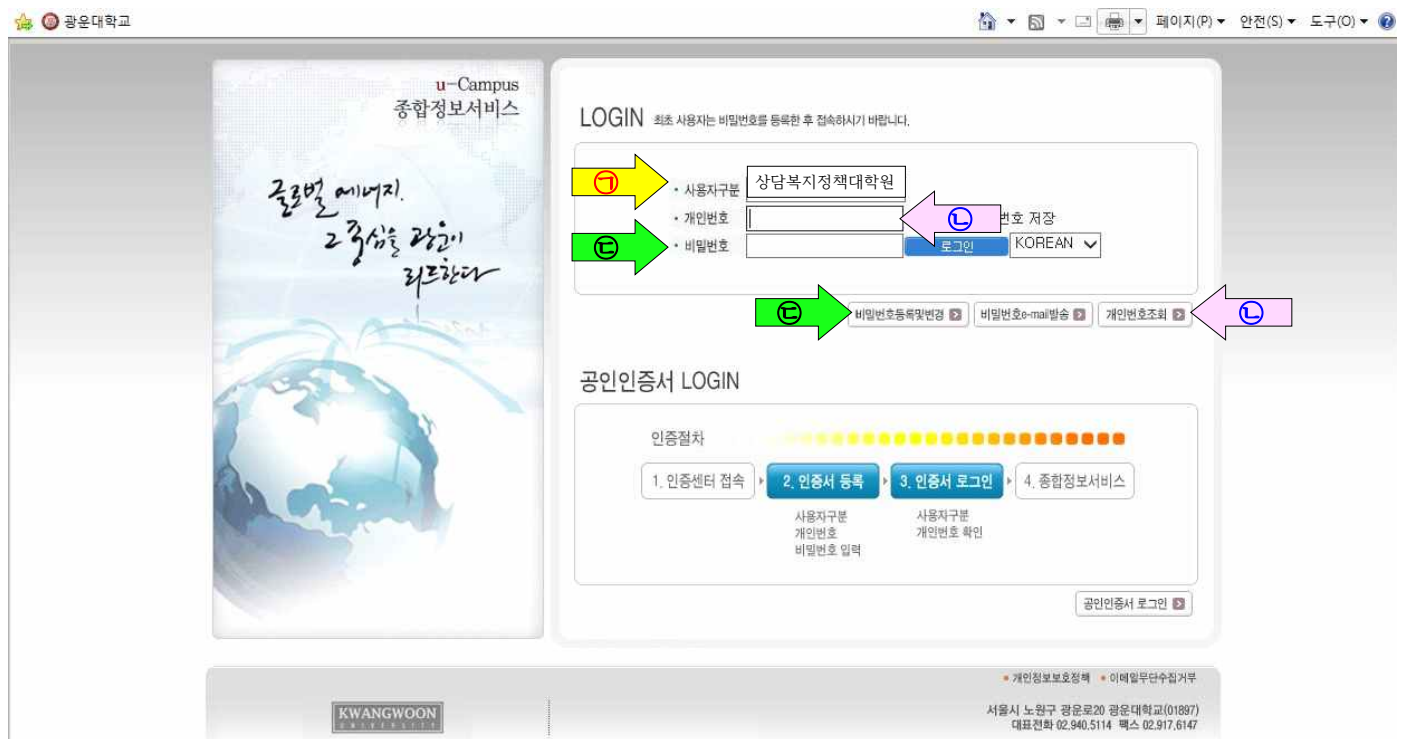 광운대학교
페이지(P) 안전(S) 도구(O)
u-Campus
종합정보서비스
글로벌 에너지.
그 중심을 광운이
리드한다
LOGIN 최초 사용자는 비밀번호를 등록한 후 접속하시기 바랍니다.
㉠ • 사용자구분 상담복지정책대학원
• 개인번호 ㉡ 번호 저장
㉢ • 비밀번호 로그인 KOREAN
㉢ 비밀번호등록및변경 비밀번호e-mail발송 개인번호조회 ㉡
공인인증서 LOGIN
인증절차
1. 인증센터 접속 2. 인증서 등록 3. 인증서 로그인 4. 종합정보서비스
사용자구분
개인번호
비밀번호 입력
사용자구분
개인번호 확인
공인인증서 로그인
• 개인정보보호정책 • 이메일무단수집거부
KWANGWOON
UNIVERSITY
서울시 노원구 광운로20 광운대학교(01897)
대표전화 02.940.5114 팩스 02.917.6147